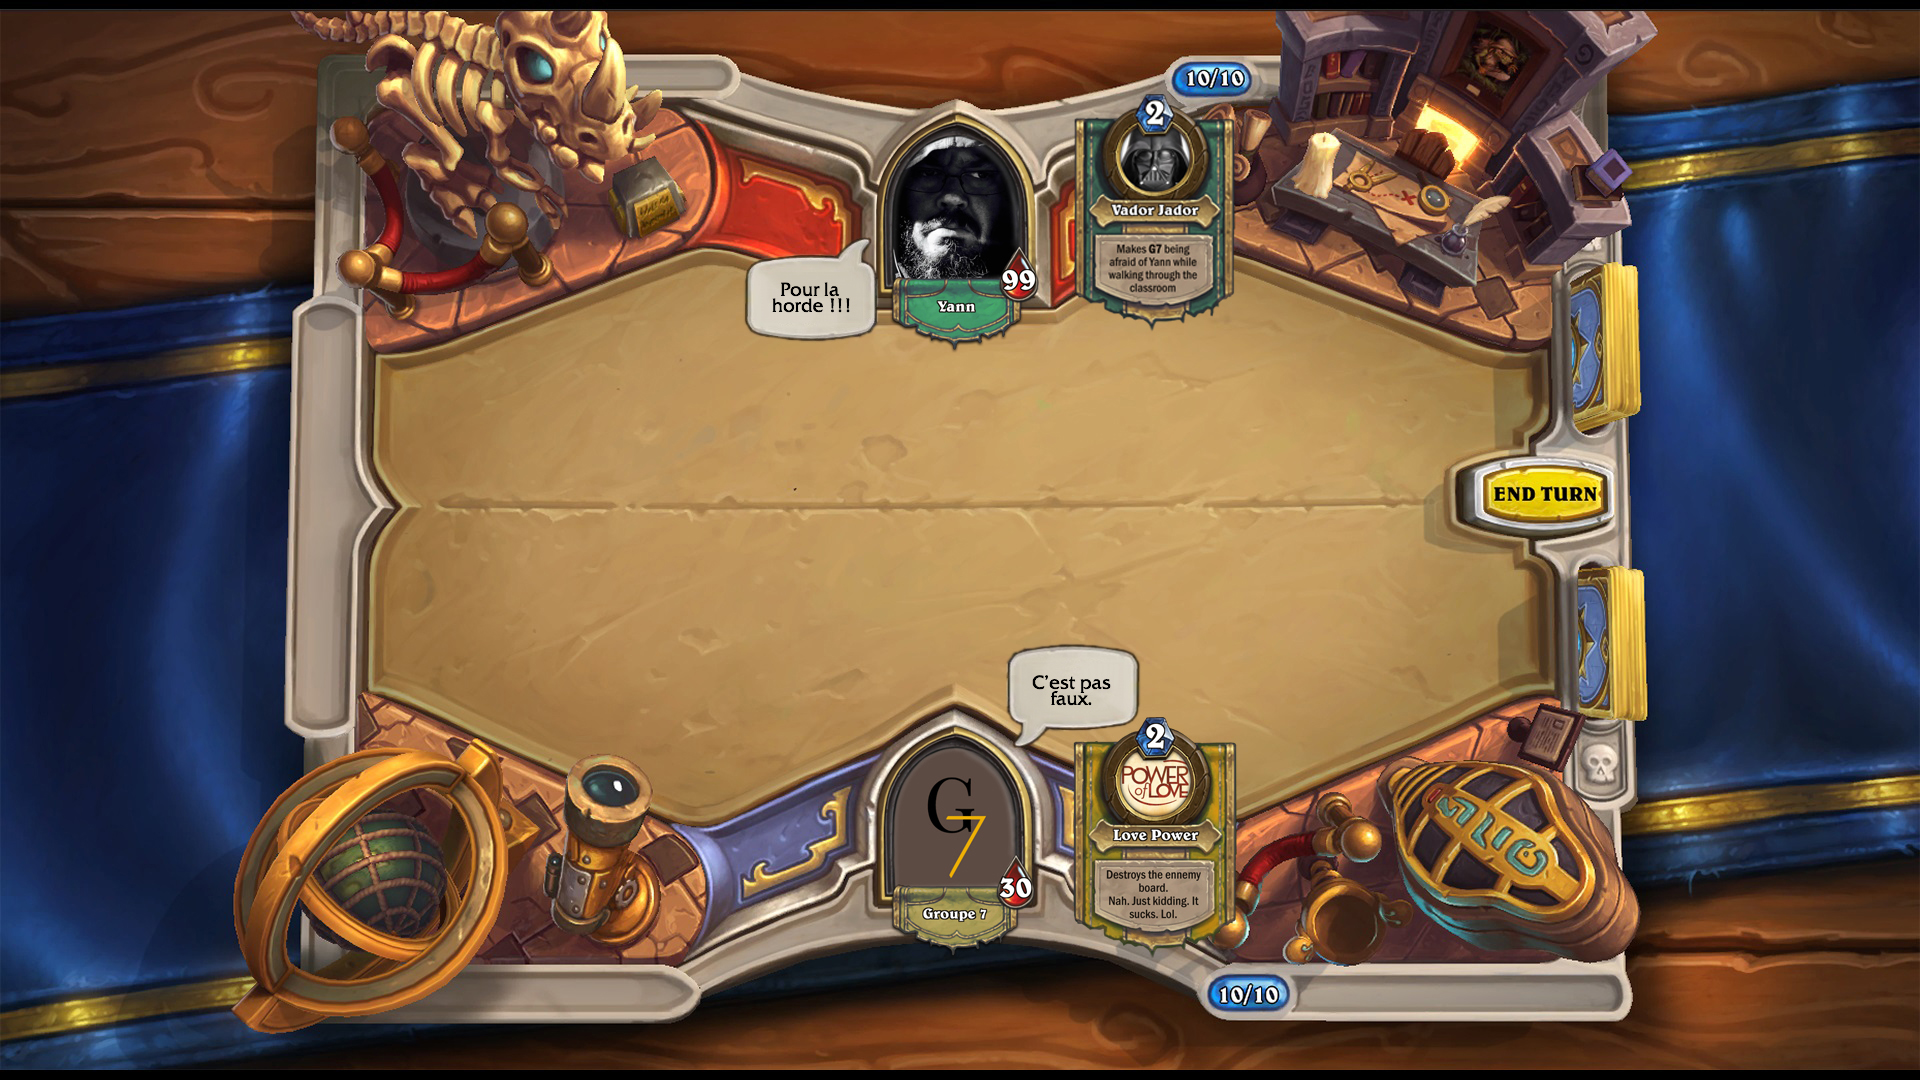 10/10
2
Vador Jador
Makes G7 being
afraid of Yann while
walking through the
classroom
Pour la
horde !!!
99
Yann
END TURN
C'est pas
faux.
2
POWER
of LOVE
Love Power
Destroys the ennemy
board.
Nah. Just kidding. It
sucks. Lol.
G
7
30
Groupe 7
10/10